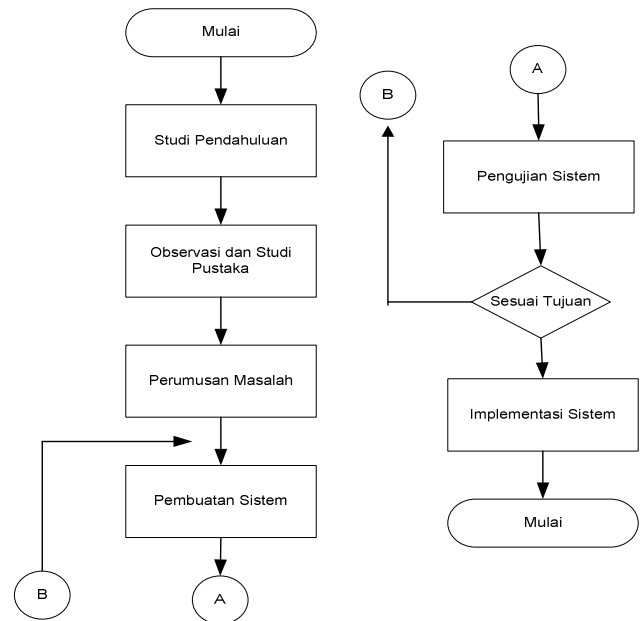 Mulai
Studi Pendahuluan
Observasi dan Studi
Pustaka
Perumusan Masalah
Pembuatan Sistem
B
A
A
B
Pengujian Sistem
Sesuai Tujuan
Implementasi Sistem
Mulai